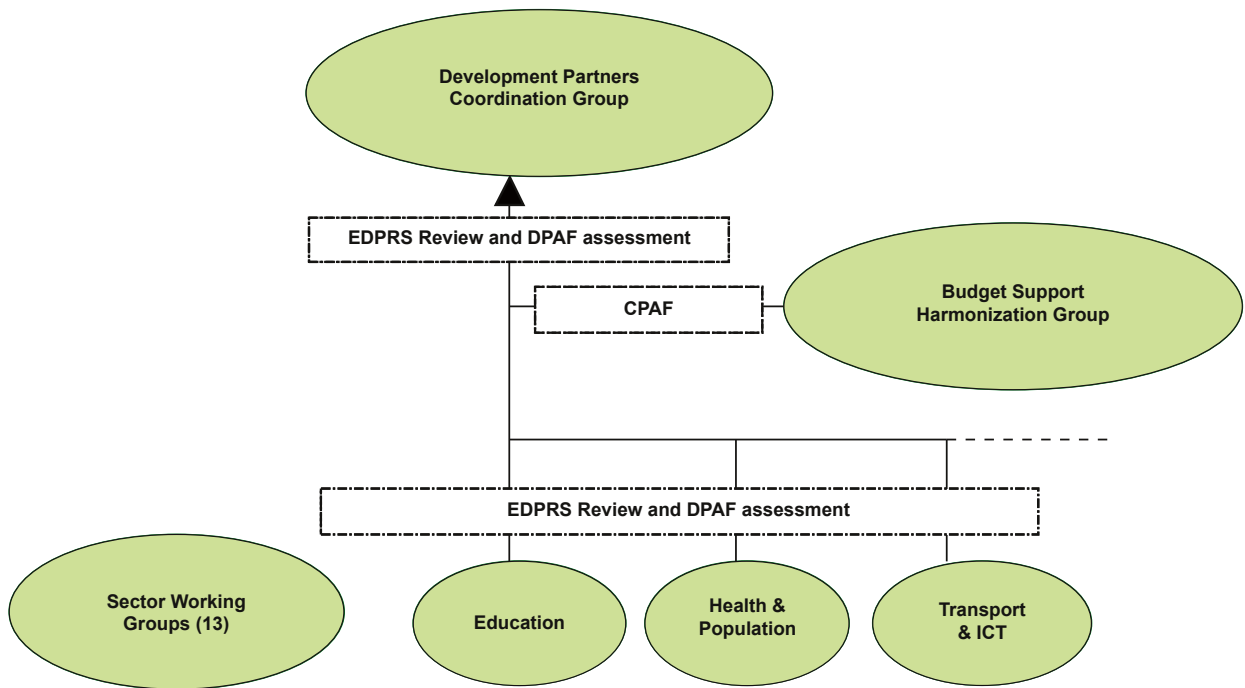 Development Partners
Coordination Group
EDPRS Review and DPAF assessment
CPAF
Budget Support
Harmonization Group
EDPRS Review and DPAF assessment
Sector Working
Groups (13)
Education
Health &
Population
Transport
& ICT